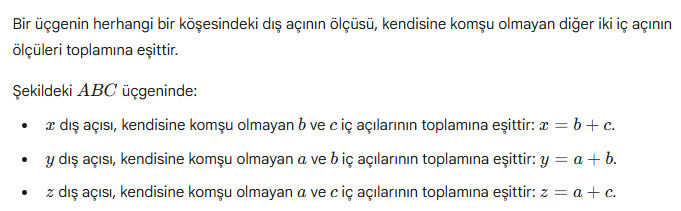 Bir üçgenin herhangi bir köşesindeki dış açının ölçüsü, kendisine komşu olmayan diğer iki iç açının
ölçüleri toplamına eşittir.
Şekildeki ABC üçgeninde:
• x dış açısı, kendisine komşu olmayan b ve c iç açılarının toplamına eşittir: x = b + c.
• y dış açısı, kendisine komşu olmayan a ve b iç açılarının toplamına eşittir: y = a + b.
• z dış açısı, kendisine komşu olmayan a ve c iç açılarının toplamına eşittir: z = a + c.